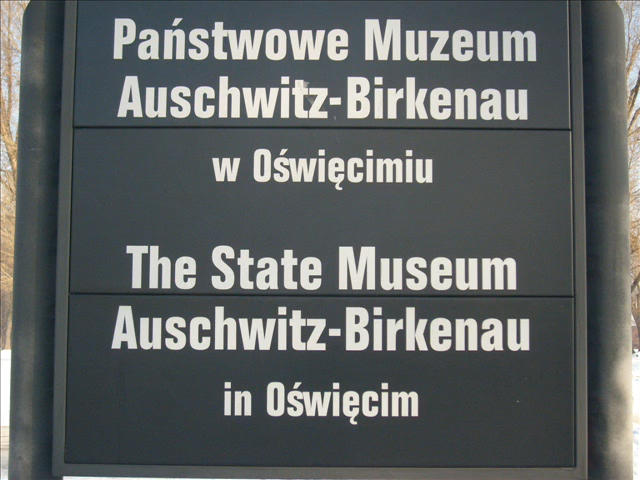 Państwowe Muzeum
Auschwitz-Birkenau
w Oświęcimiu
The State Museum
Auschwitz-Birkenau
in Oświęcim